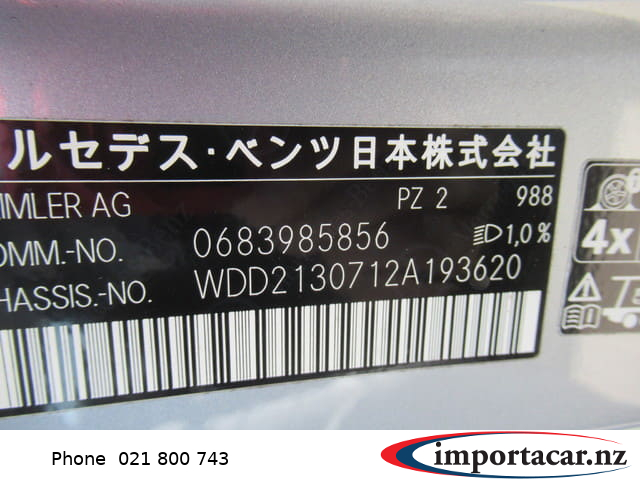 ルセデス・ベンツ日本株式会社
IMLER AG PZ 2 988
OMM.-NO. 0683985856 1,0%
HASSIS.-NO. WDD2130712A193620
4x
Phone 021 800 743
importacar.nz